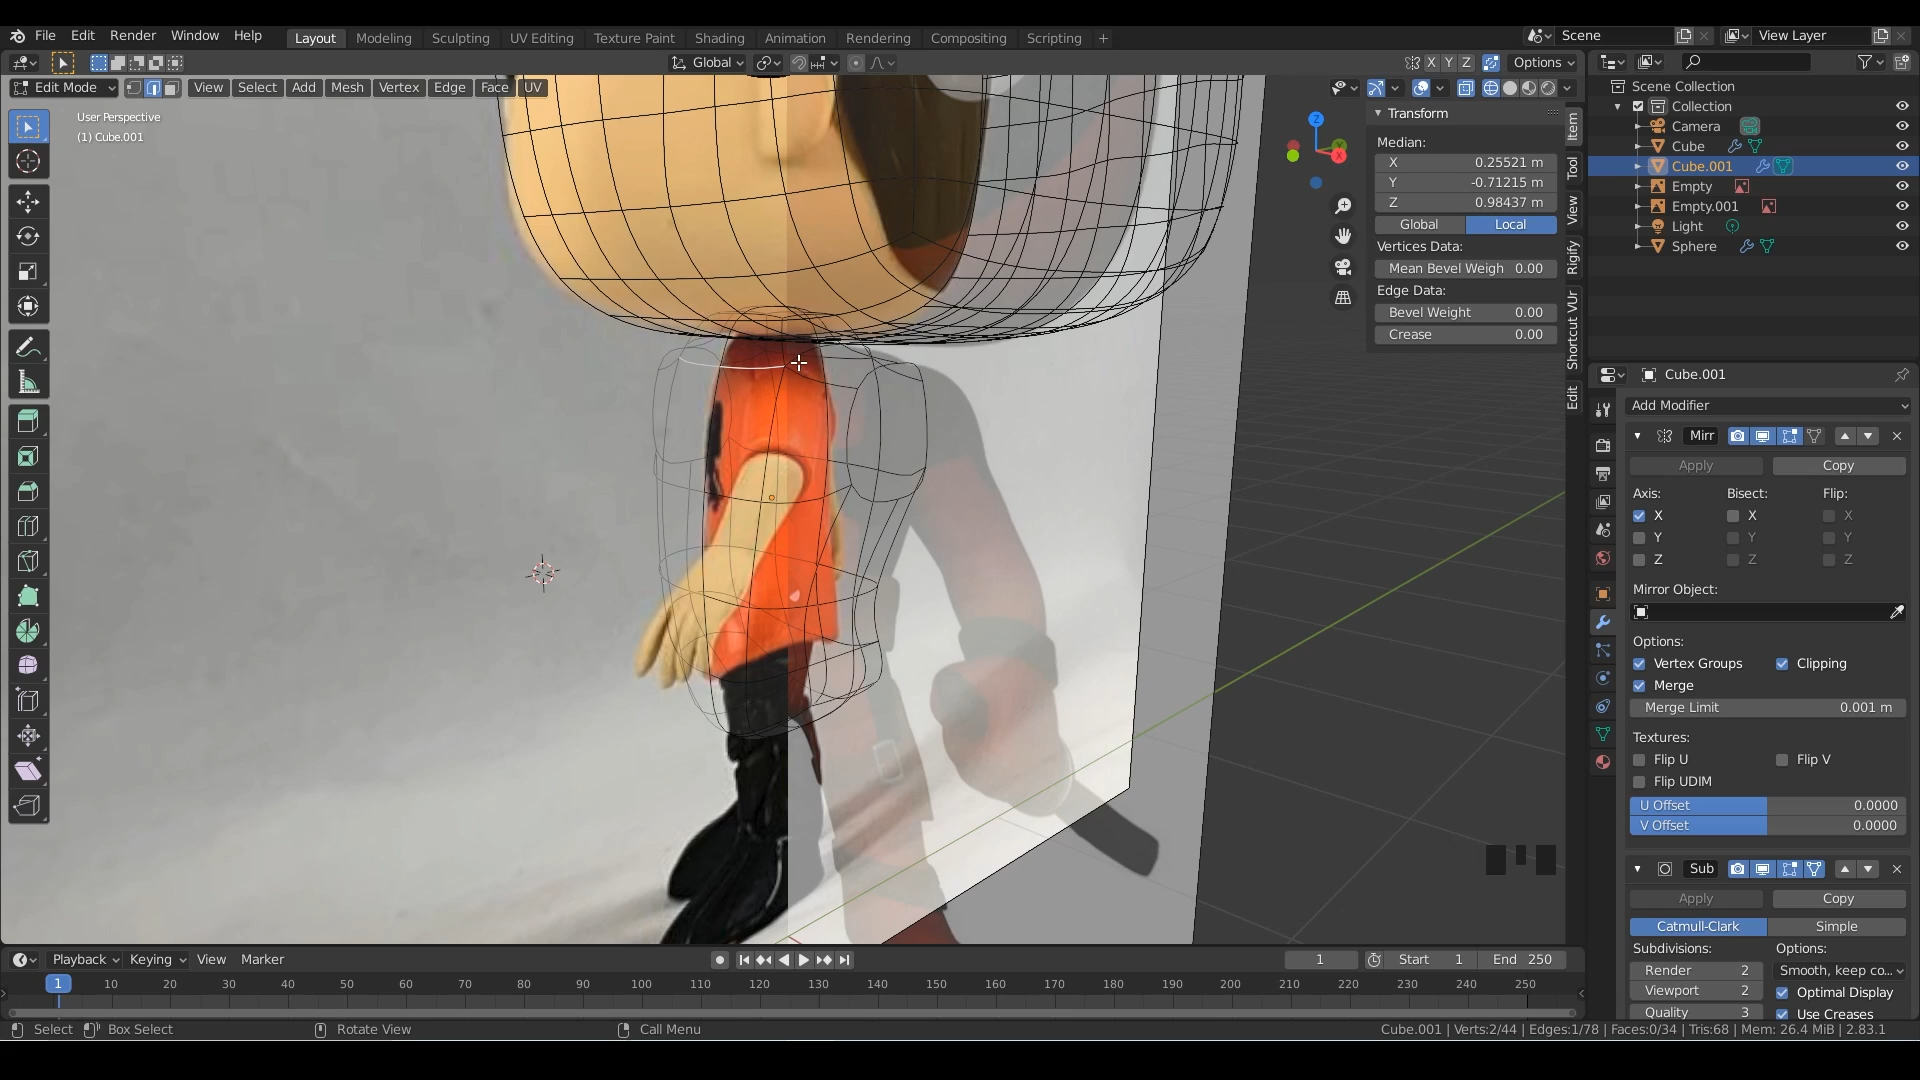 File Edit Render Window Help Layout Modeling Sculpting UV Editing Texture Paint Shading Animation Rendering Compositing Scripting + Scene View Layer
Global X Y Z Options
Edit Mode View Select Add Mesh Vertex Edge Face UV
User Perspective
(1) Cube.001
Z
Y
X
Transform
Median:
X 0.25521 m
Y -0.71215 m
Z 0.98437 m
Global Local
Vertices Data:
Mean Bevel Weigh 0.00
Edge Data:
Bevel Weight 0.00
Crease 0.00
Item
Tool
View
Rigify
Shortcut VUr
Edit
Scene Collection
Collection
Camera
Cube
Cube.001
Empty
Empty.001
Light
Sphere
Cube.001
Add Modifier
Mirr
Apply Copy
Axis: Bisect: Flip:
X X X
Y Y Y
Z Z Z
Mirror Object:
Options:
Vertex Groups Clipping
Merge
Merge Limit 0.001 m
Textures:
Flip U Flip V
Flip UDIM
U Offset 0.0000
V Offset 0.0000
Sub
Apply Copy
Catmull-Clark Simple
Subdivisions: Options:
Render 2 Smooth, keep co...
Viewport 2 Optimal Display
Quality 3 Use Creases
Playback Keying View Marker 1 Start 1 End 250
1 10 20 30 40 50 60 70 80 90 100 110 120 130 140 150 160 170 180 190 200 210 220 230 240 250
Select Box Select Rotate View Call Menu Cube.001 | Verts:2/44 | Edges:1/78 | Faces:0/34 | Tris:68 | Mem: 26.4 MiB | 2.83.1